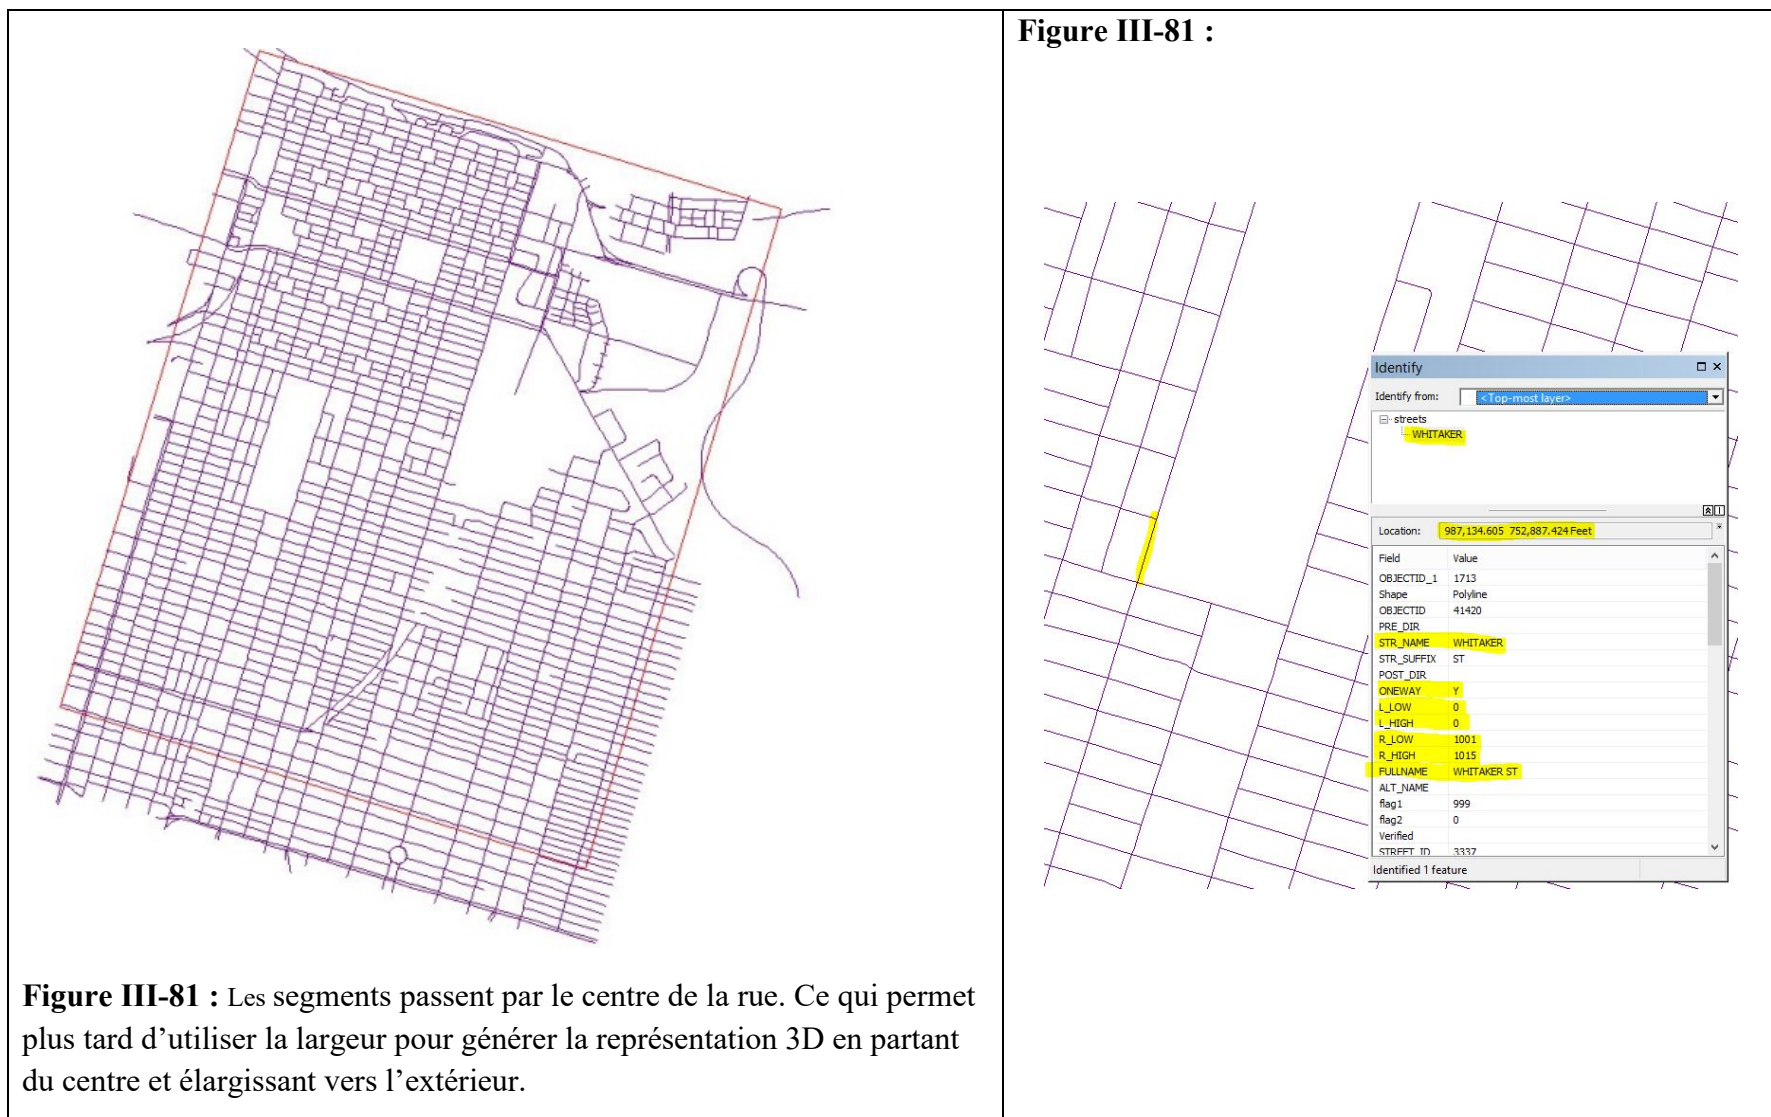 Figure III-81 : Les segments passent par le centre de la rue. Ce qui permet
plus tard d’utiliser la largeur pour générer la représentation 3D en partant
du centre et élargissant vers l’extérieur.
Figure III-81 :
Identify
Identify from: <Top-most layer>
streets
WHITAKER
Location: 987,134.605 752,887.424 Feet
Field Value
OBJECTID_1 1713
Shape Polyline
OBJECTID 41420
PRE_DIR
STR_NAME WHITAKER
STR_SUFFIX ST
POST_DIR
ONEWAY Y
L_LOW 0
L_HIGH 0
R_LOW 1001
R_HIGH 1015
FULLNAME WHITAKER ST
ALT_NAME
flag1 999
flag2 0
Verified
STREET_ID 3337
Identified 1 feature